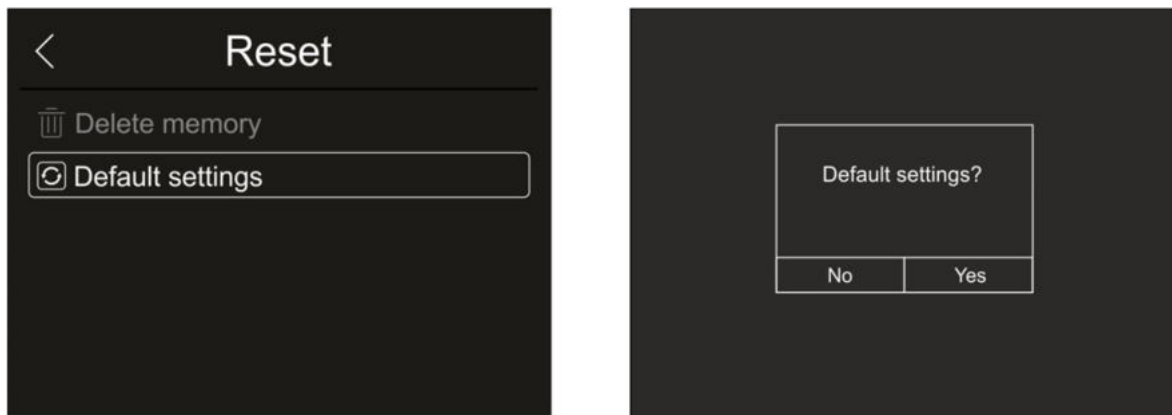 Reset
Delete memory
Default settings
Default settings?
No
Yes